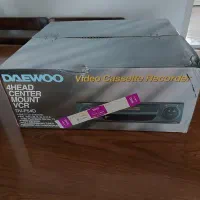 DAEWOO
Video Cassette Recorder
4HEAD
CENTER
MOUNT
VCR